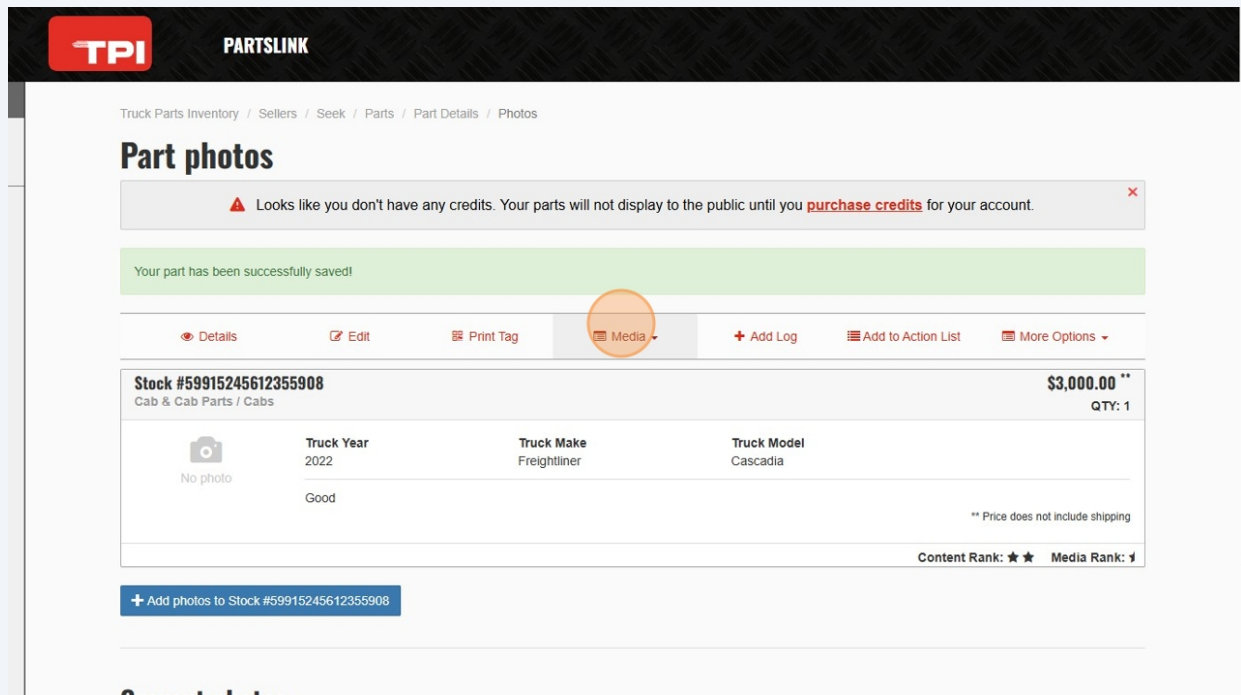 TPI
PARTSLINK
Truck Parts Inventory / Sellers / Seek / Parts / Part Details / Photos
Part photos
Looks like you don't have any credits. Your parts will not display to the public until you purchase credits for your account.
Your part has been successfully saved!
Details Edit Print Tag Media Add Log Add to Action List More Options
Stock #59915245612355908 $3,000.00 **
Cab & Cab Parts / Cabs QTY: 1
Truck Year Truck Make Truck Model
2022 Freightliner Cascadia
No photo
Good
** Price does not include shipping
Content Rank: ★ ★ Media Rank:
+ Add photos to Stock #59915245612355908